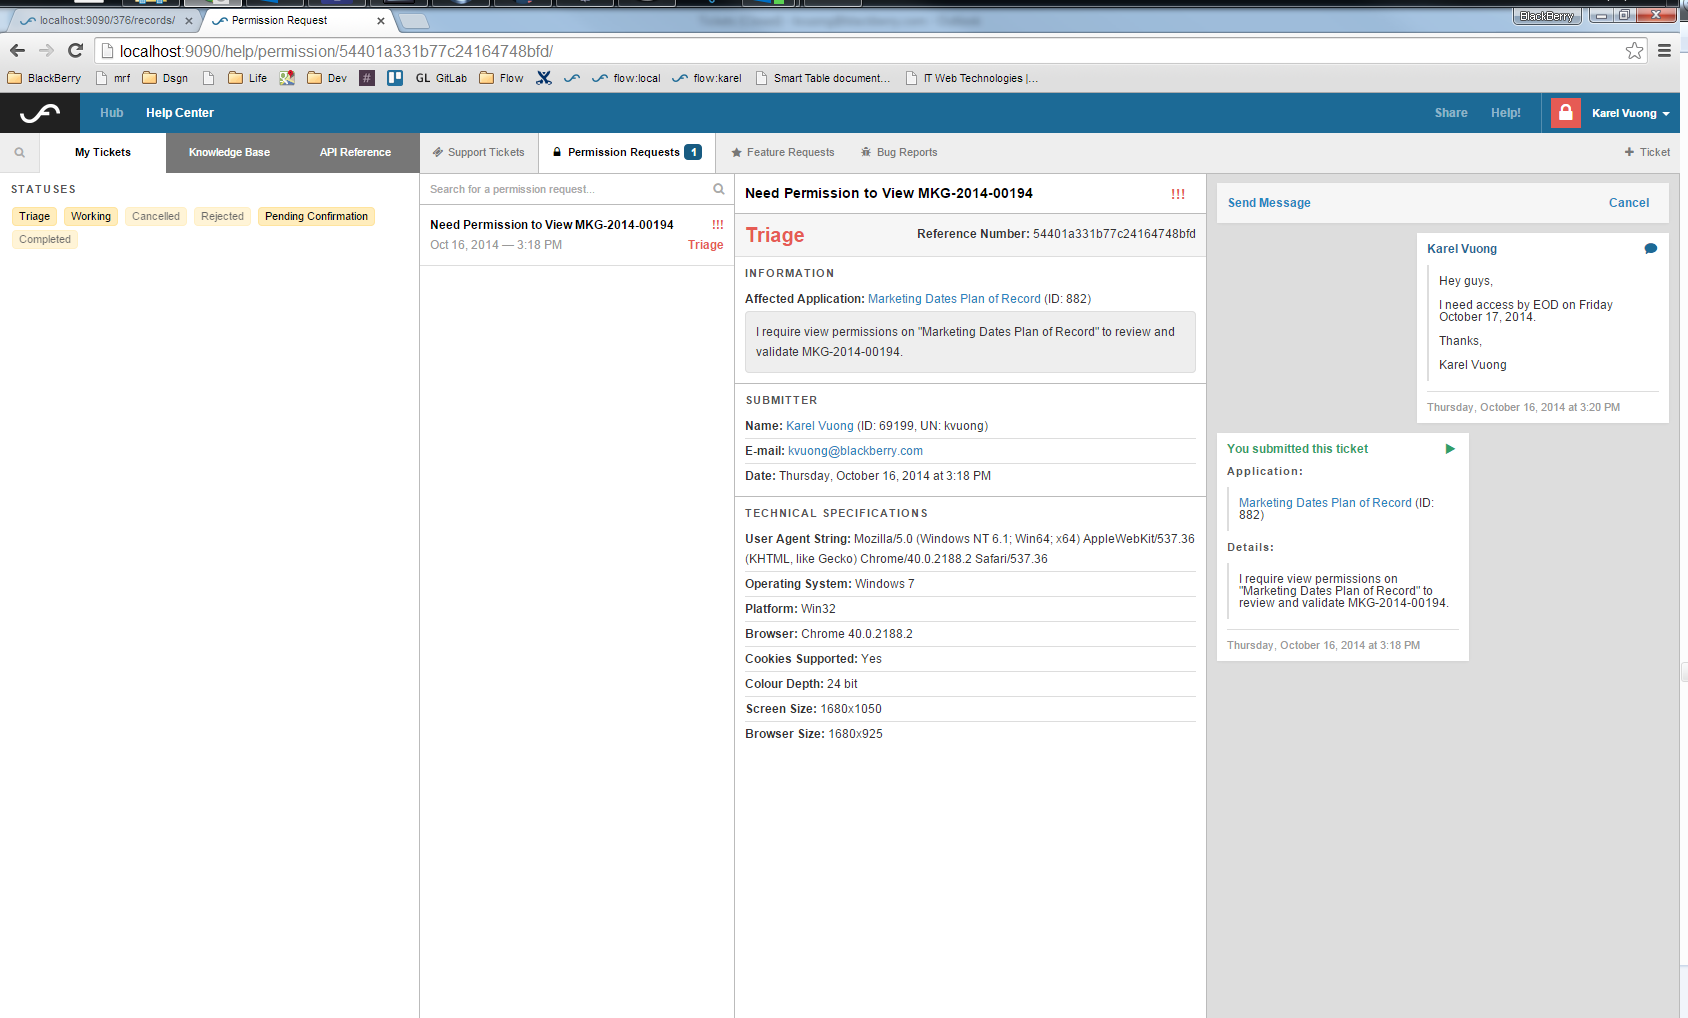 localhost:9090/376/records/
Permission Request
BlackBerry
localhost:9090/help/permission/54401a331b77c24164748bfd/
BlackBerry
mrf
Dsgn
Life
Dev
#
GL GitLab
Flow
flow:local
flow:karel
Smart Table document...
IT Web Technologies |...
Hub
Help Center
Share
Help!
Karel Vuong
My Tickets
Knowledge Base
API Reference
Support Tickets
Permission Requests 1
Feature Requests
Bug Reports
+ Ticket
STATUSES
Triage
Working
Cancelled
Rejected
Pending Confirmation
Completed
Search for a permission request...
Need Permission to View MKG-2014-00194 !!!
Oct 16, 2014 — 3:18 PM Triage
Need Permission to View MKG-2014-00194 !!!
Triage
Reference Number: 54401a331b77c24164748bfd
INFORMATION
Affected Application: Marketing Dates Plan of Record (ID: 882)
I require view permissions on "Marketing Dates Plan of Record" to review and
validate MKG-2014-00194.
SUBMITTER
Name: Karel Vuong (ID: 69199, UN: kvuong)
E-mail: kvuong@blackberry.com
Date: Thursday, October 16, 2014 at 3:18 PM
TECHNICAL SPECIFICATIONS
User Agent String: Mozilla/5.0 (Windows NT 6.1; Win64; x64) AppleWebKit/537.36
(KHTML, like Gecko) Chrome/40.0.2188.2 Safari/537.36
Operating System: Windows 7
Platform: Win32
Browser: Chrome 40.0.2188.2
Cookies Supported: Yes
Colour Depth: 24 bit
Screen Size: 1680x1050
Browser Size: 1680x925
Send Message
Cancel
Karel Vuong
Hey guys,
I need access by EOD on Friday
October 17, 2014.
Thanks,
Karel Vuong
Thursday, October 16, 2014 at 3:20 PM
You submitted this ticket
Application:
Marketing Dates Plan of Record (ID:
882)
Details:
I require view permissions on
"Marketing Dates Plan of Record" to
review and validate MKG-2014-00194.
Thursday, October 16, 2014 at 3:18 PM